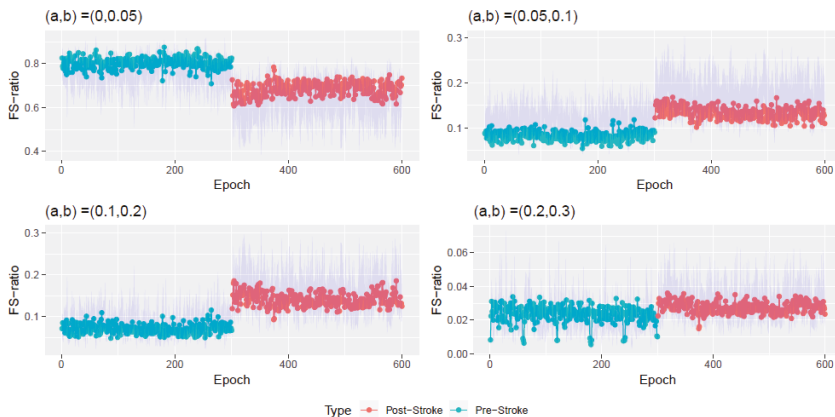 (a,b) =(0,0.05)
FS-ratio
0.8
0.6
0.4
0 200 400 600
Epoch
(a,b) =(0.05,0.1)
FS-ratio
0.3
0.2
0.1
0 200 400 600
Epoch
(a,b) =(0.1,0.2)
FS-ratio
0.3
0.2
0.1
0 200 400 600
Epoch
(a,b) =(0.2,0.3)
FS-ratio
0.06
0.04
0.02
0.00
0 200 400 600
Epoch
Type Post-Stroke Pre-Stroke